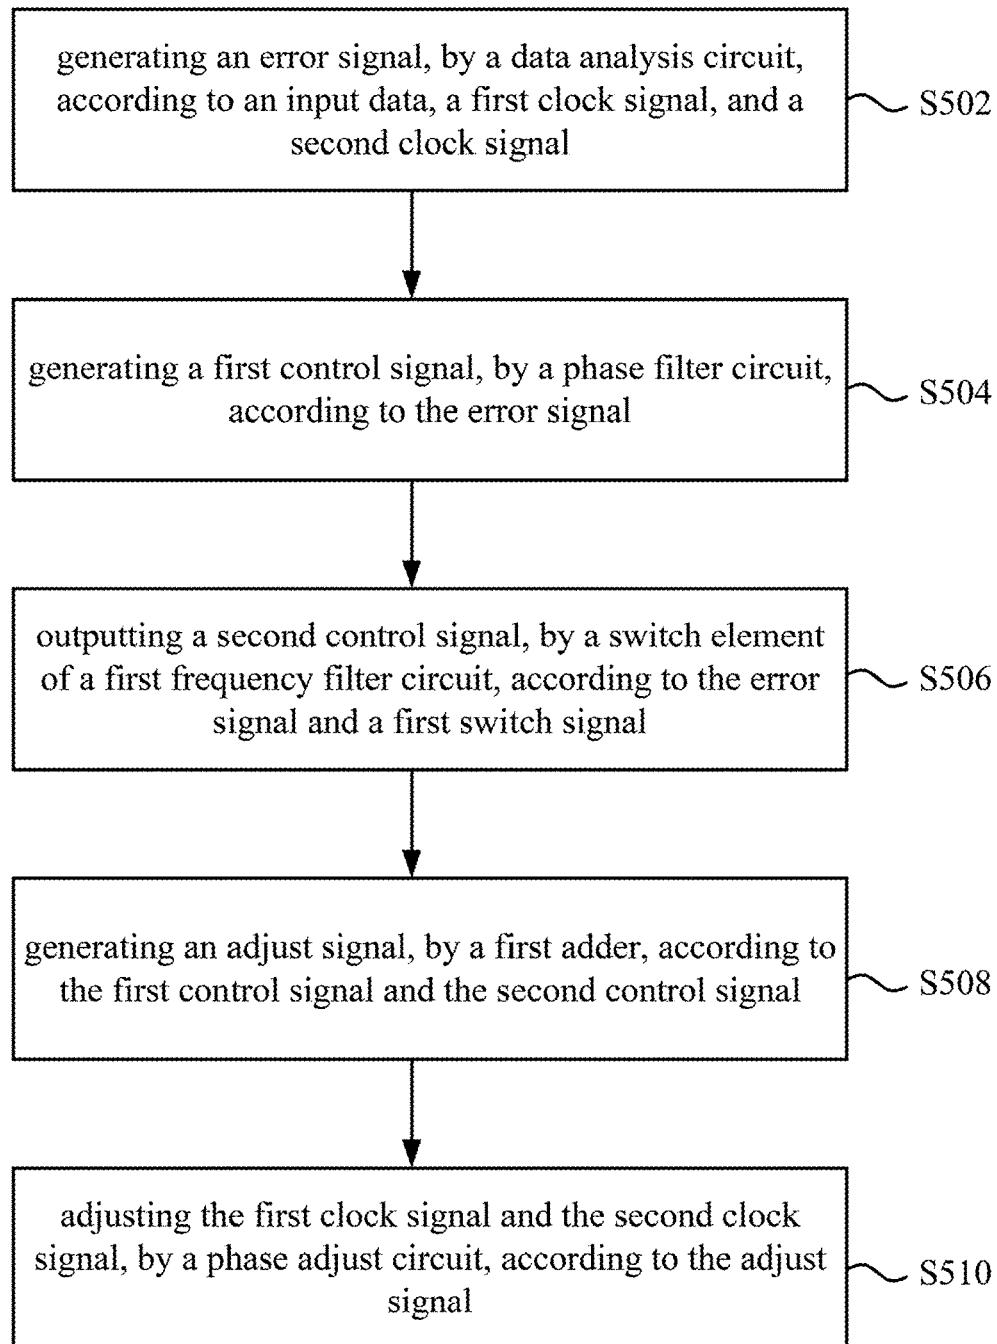 generating an error signal, by a data analysis circuit,
according to an input data, a first clock signal, and a
second clock signal
S502
generating a first control signal, by a phase filter circuit,
according to the error signal
S504
outputting a second control signal, by a switch element
of a first frequency filter circuit, according to the error
signal and a first switch signal
S506
generating an adjust signal, by a first adder, according to
the first control signal and the second control signal
S508
adjusting the first clock signal and the second clock
signal, by a phase adjust circuit, according to the adjust
signal
S510